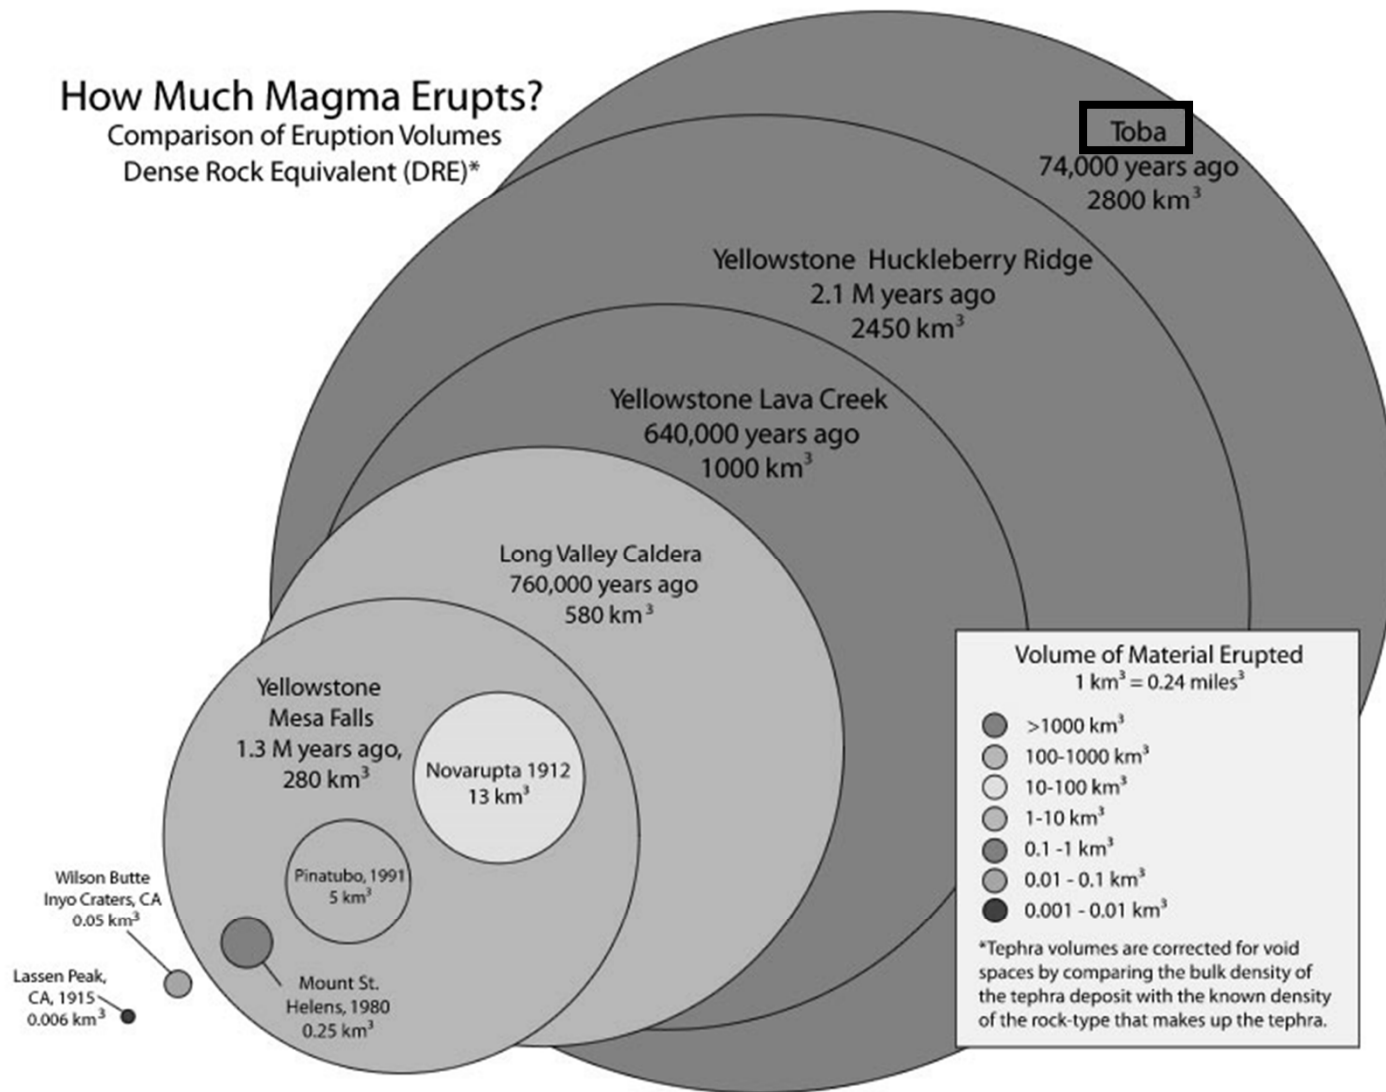 How Much Magma Erupts?
Comparison of Eruption Volumes
Dense Rock Equivalent (DRE)*
Toba
74,000 years ago
2800 km³
Yellowstone Huckleberry Ridge
2.1 M years ago
2450 km³
Yellowstone Lava Creek
640,000 years ago
1000 km³
Long Valley Caldera
760,000 years ago
580 km³
Yellowstone
Mesa Falls
1.3 M years ago,
280 km³
Novarupta 1912
13 km³
Pinatubo, 1991
5 km³
Wilson Butte
Inyo Craters, CA
0.05 km³
Lassen Peak,
CA, 1915
0.006 km³
Mount St.
Helens, 1980
0.25 km³
Volume of Material Erupted
1 km³ = 0.24 miles³
>1000 km³
100-1000 km³
10-100 km³
1-10 km³
0.1 -1 km³
0.01 - 0.1 km³
0.001 - 0.01 km³
*Tephra volumes are corrected for void
spaces by comparing the bulk density of
the tephra deposit with the known density
of the rock-type that makes up the tephra.